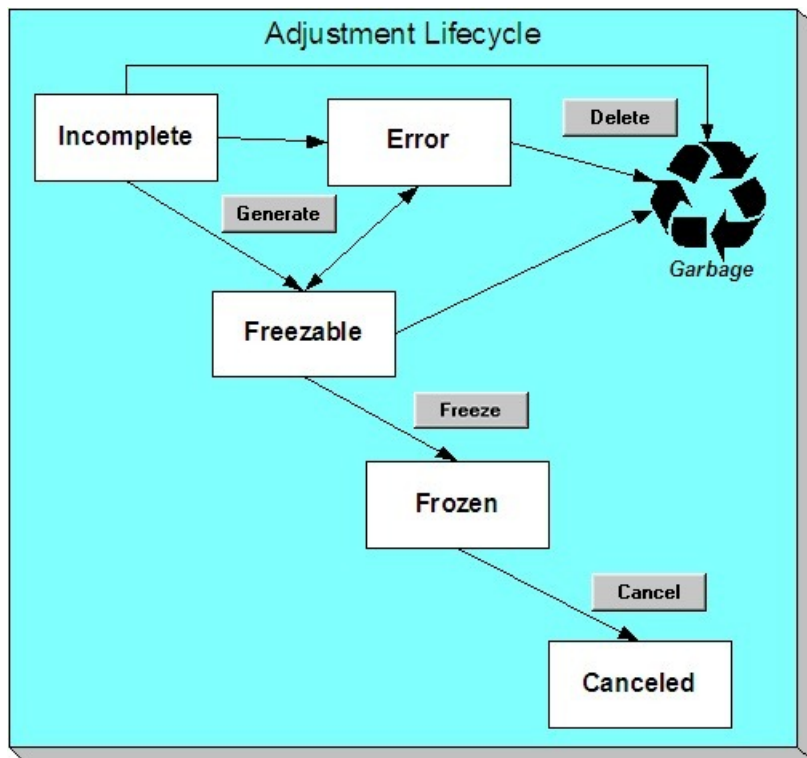 Adjustment Lifecycle
Incomplete
Error
Delete
Generate
Garbage
Freezable
Freeze
Frozen
Cancel
Canceled